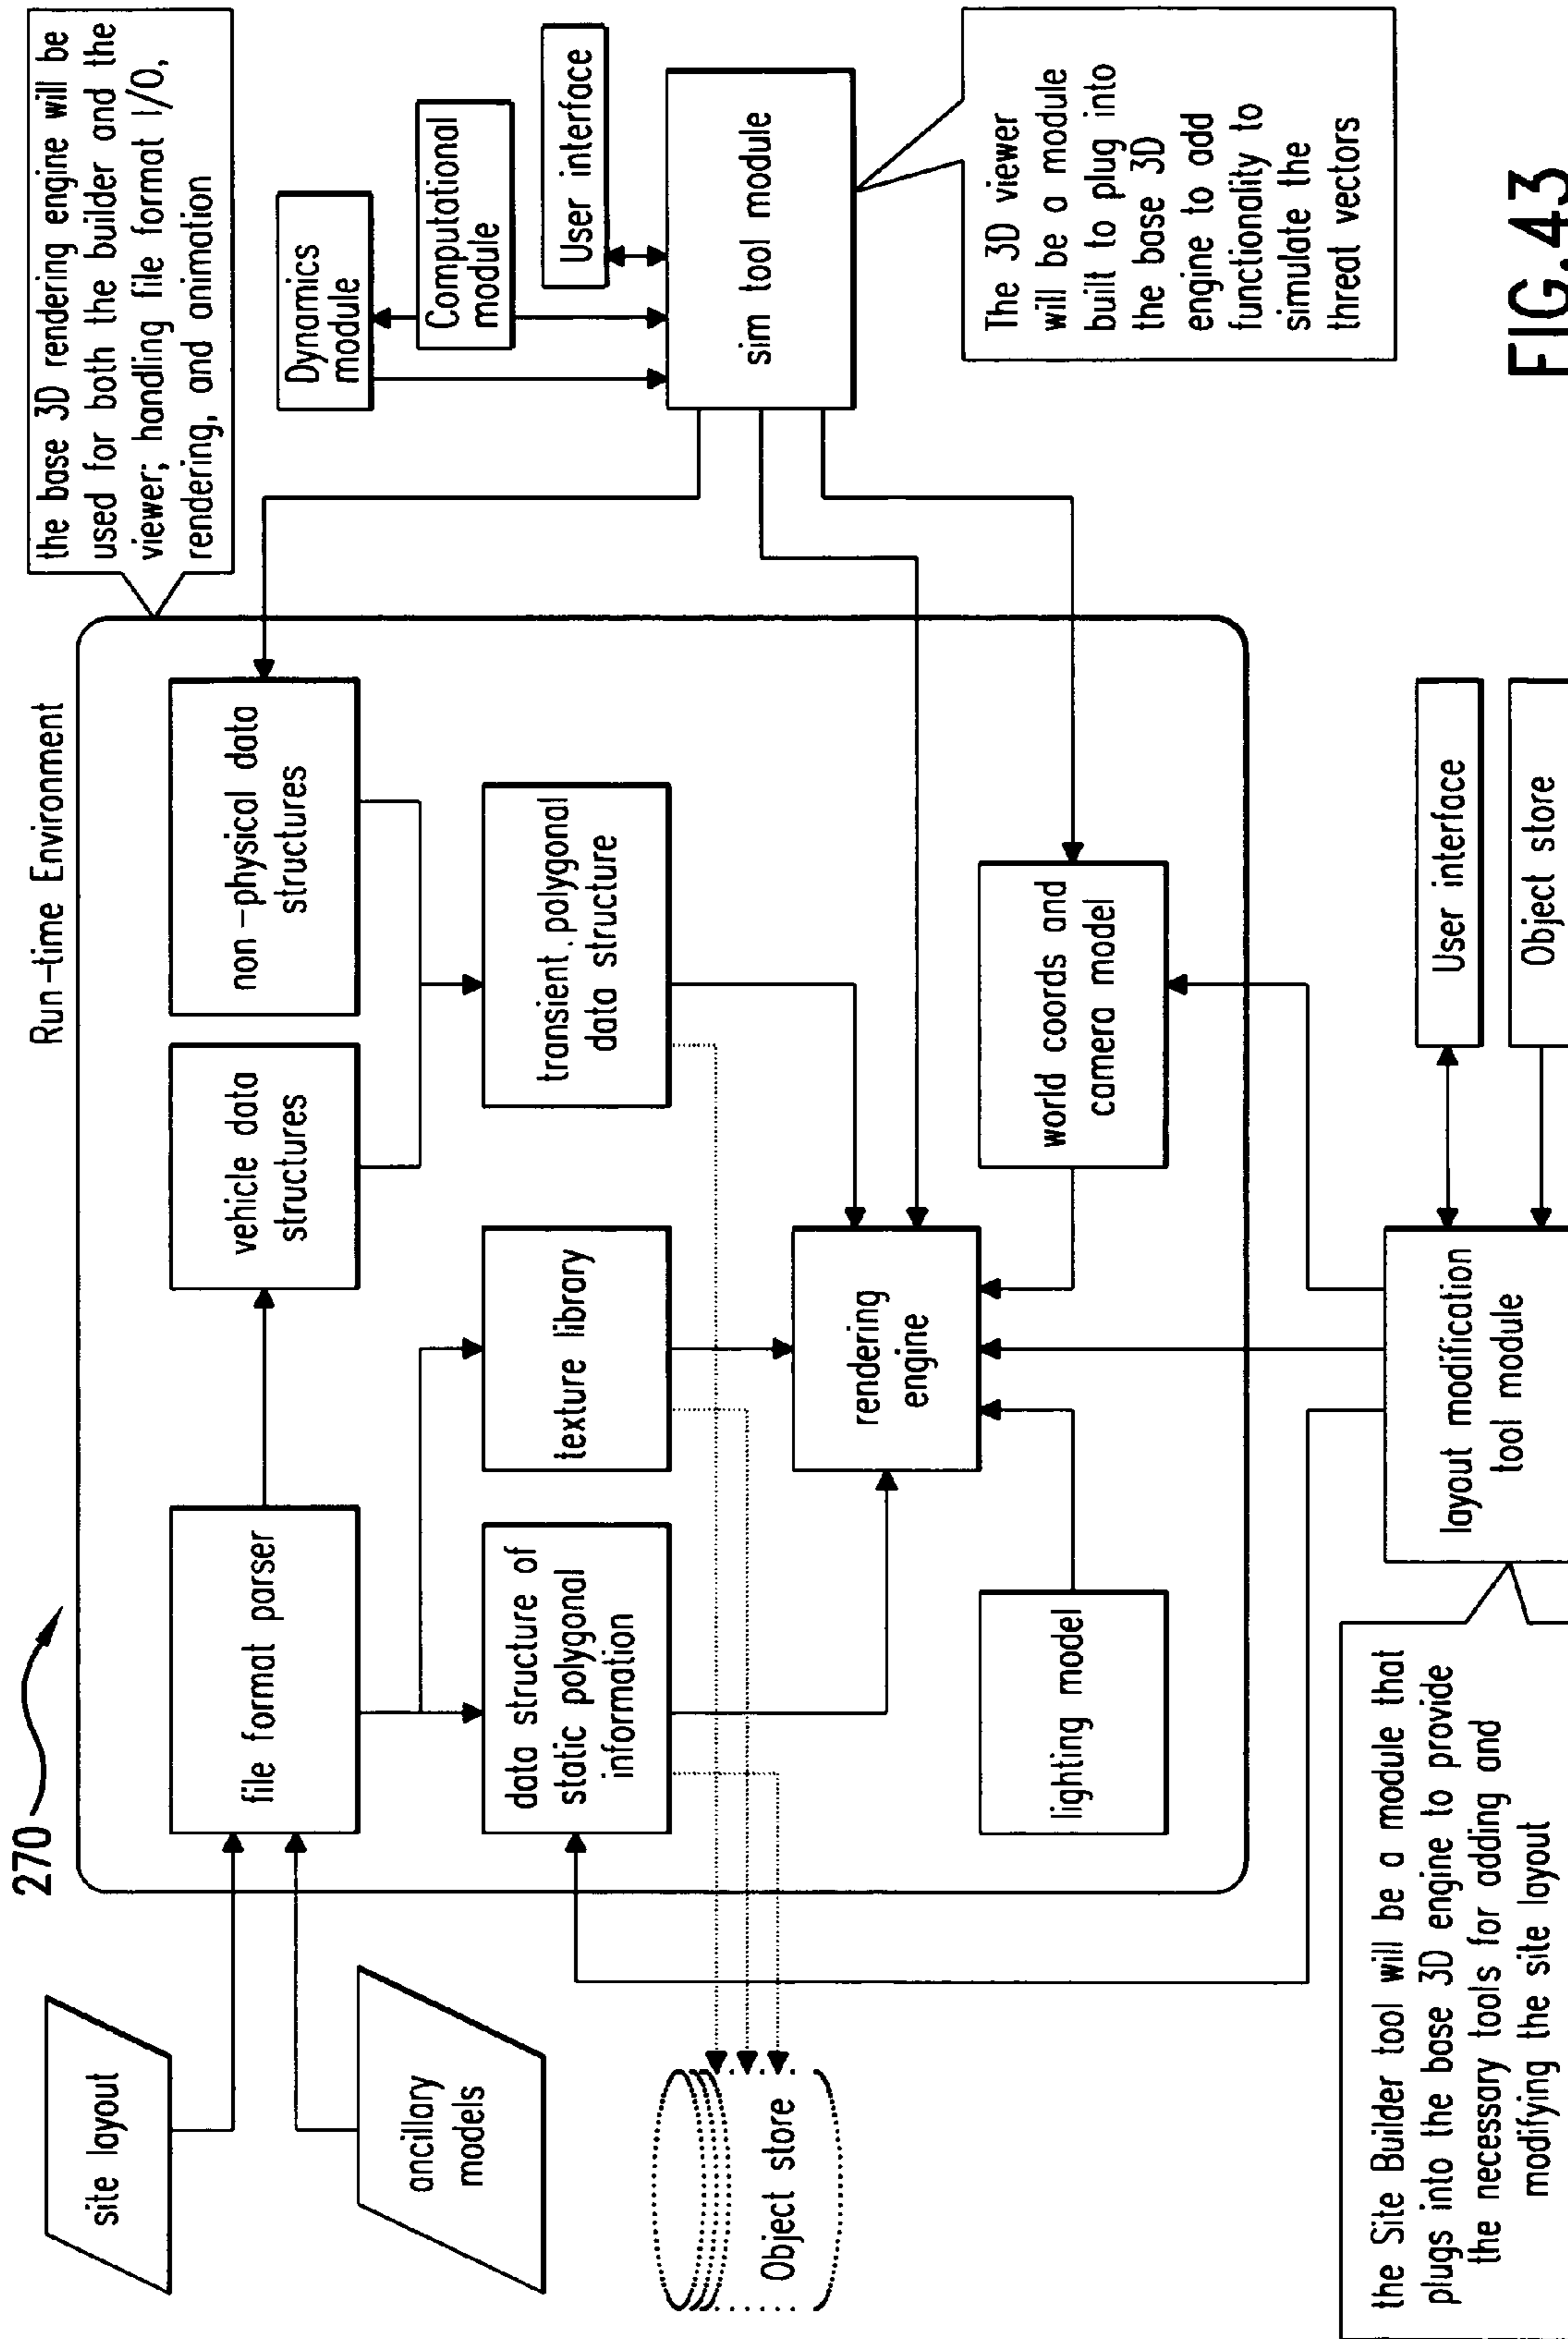 270
Run-time Environment
the base 3D rendering engine will be
used for both the builder and the
viewer; handling file format I/O,
rendering, and animation
site layout
ancillary
models
file format parser
vehicle data
structures
non-physical data
structures
Dynamics
module
Computational
module
User interface
data structure of
static polygonal
information
texture library
transient polygonal
data structure
sim tool module
Object store
rendering
engine
lighting model
world coords and
camera model
The 3D viewer
will be a module
built to plug into
the base 3D
engine to add
functionality to
simulate the
threat vectors
the Site Builder tool will be a module that
plugs into the base 3D engine to provide
the necessary tools for adding and
modifying the site layout
layout modification
tool module
User interface
Object store
FIG.43